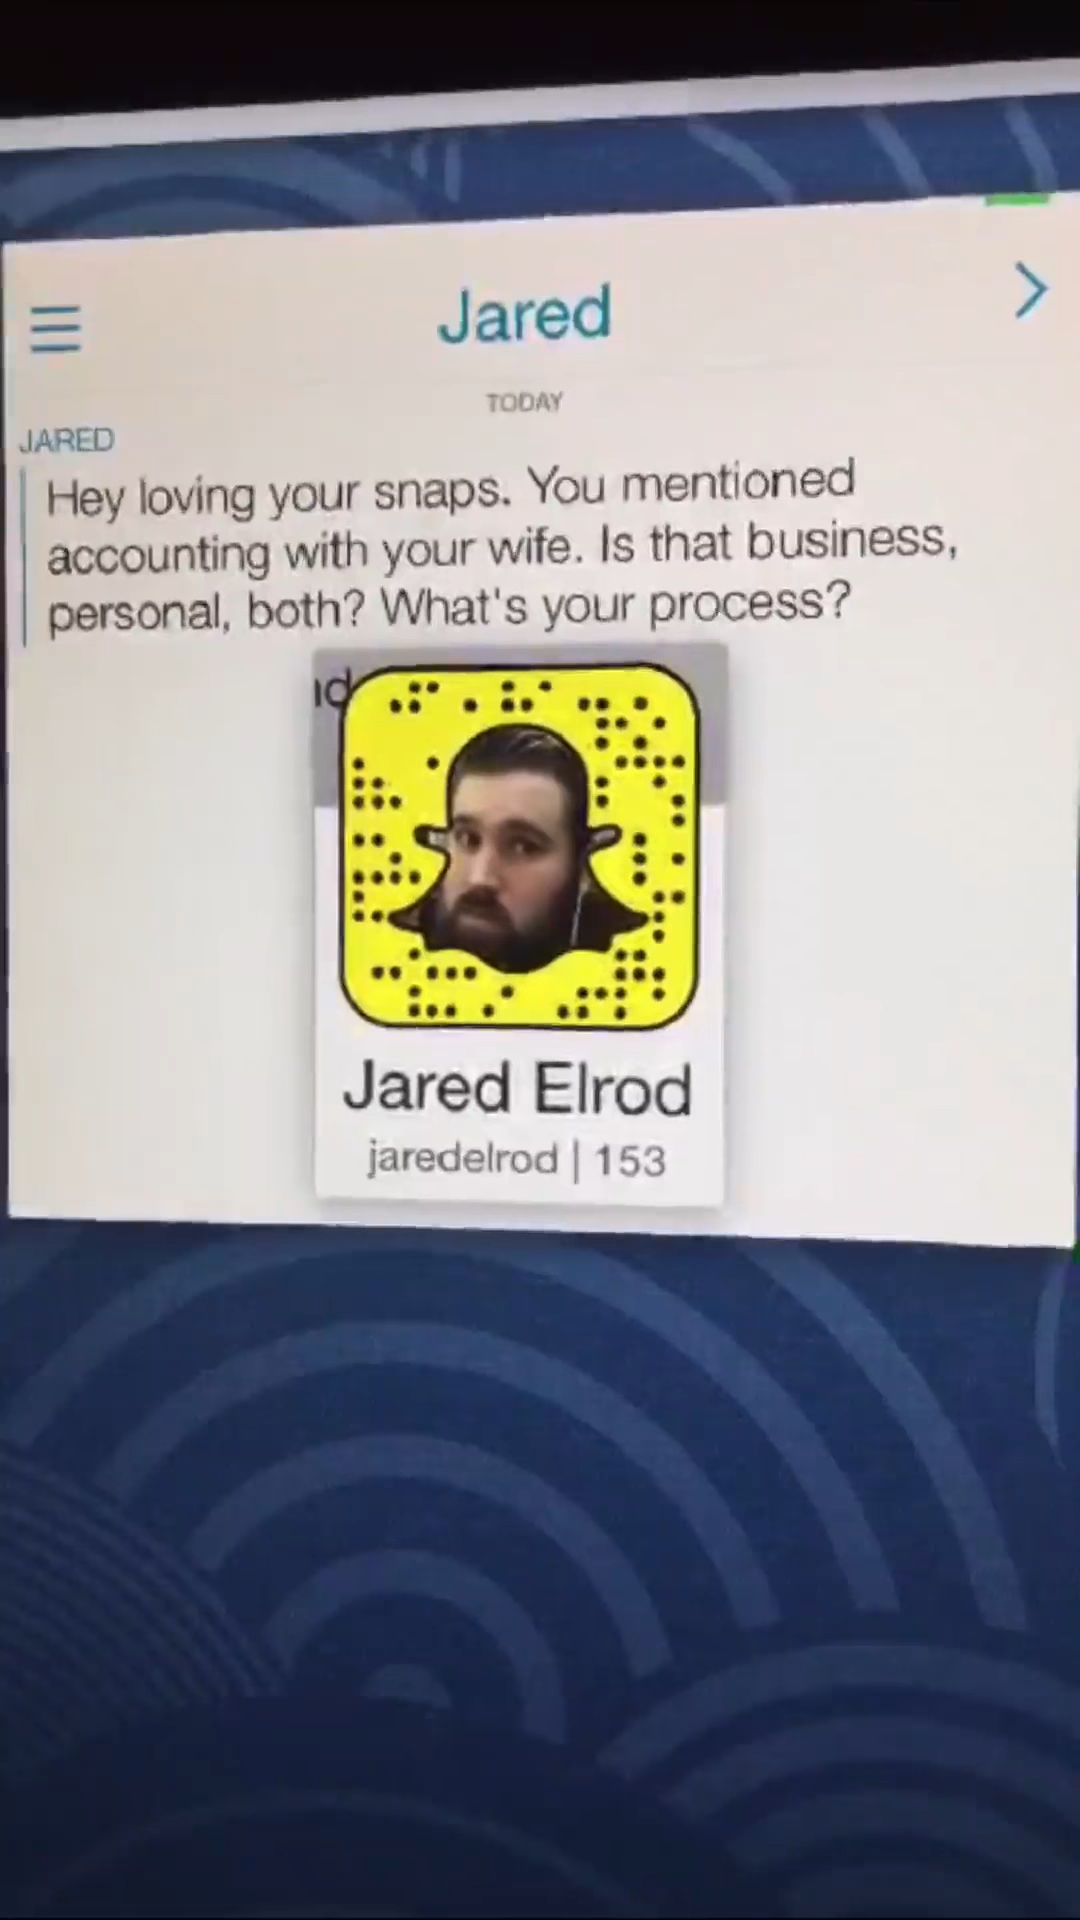 Jared
TODAY
JARED
Hey loving your snaps. You mentioned
accounting with your wife. Is that business,
personal, both? What's your process?
Jared Elrod
jaredelrod | 153